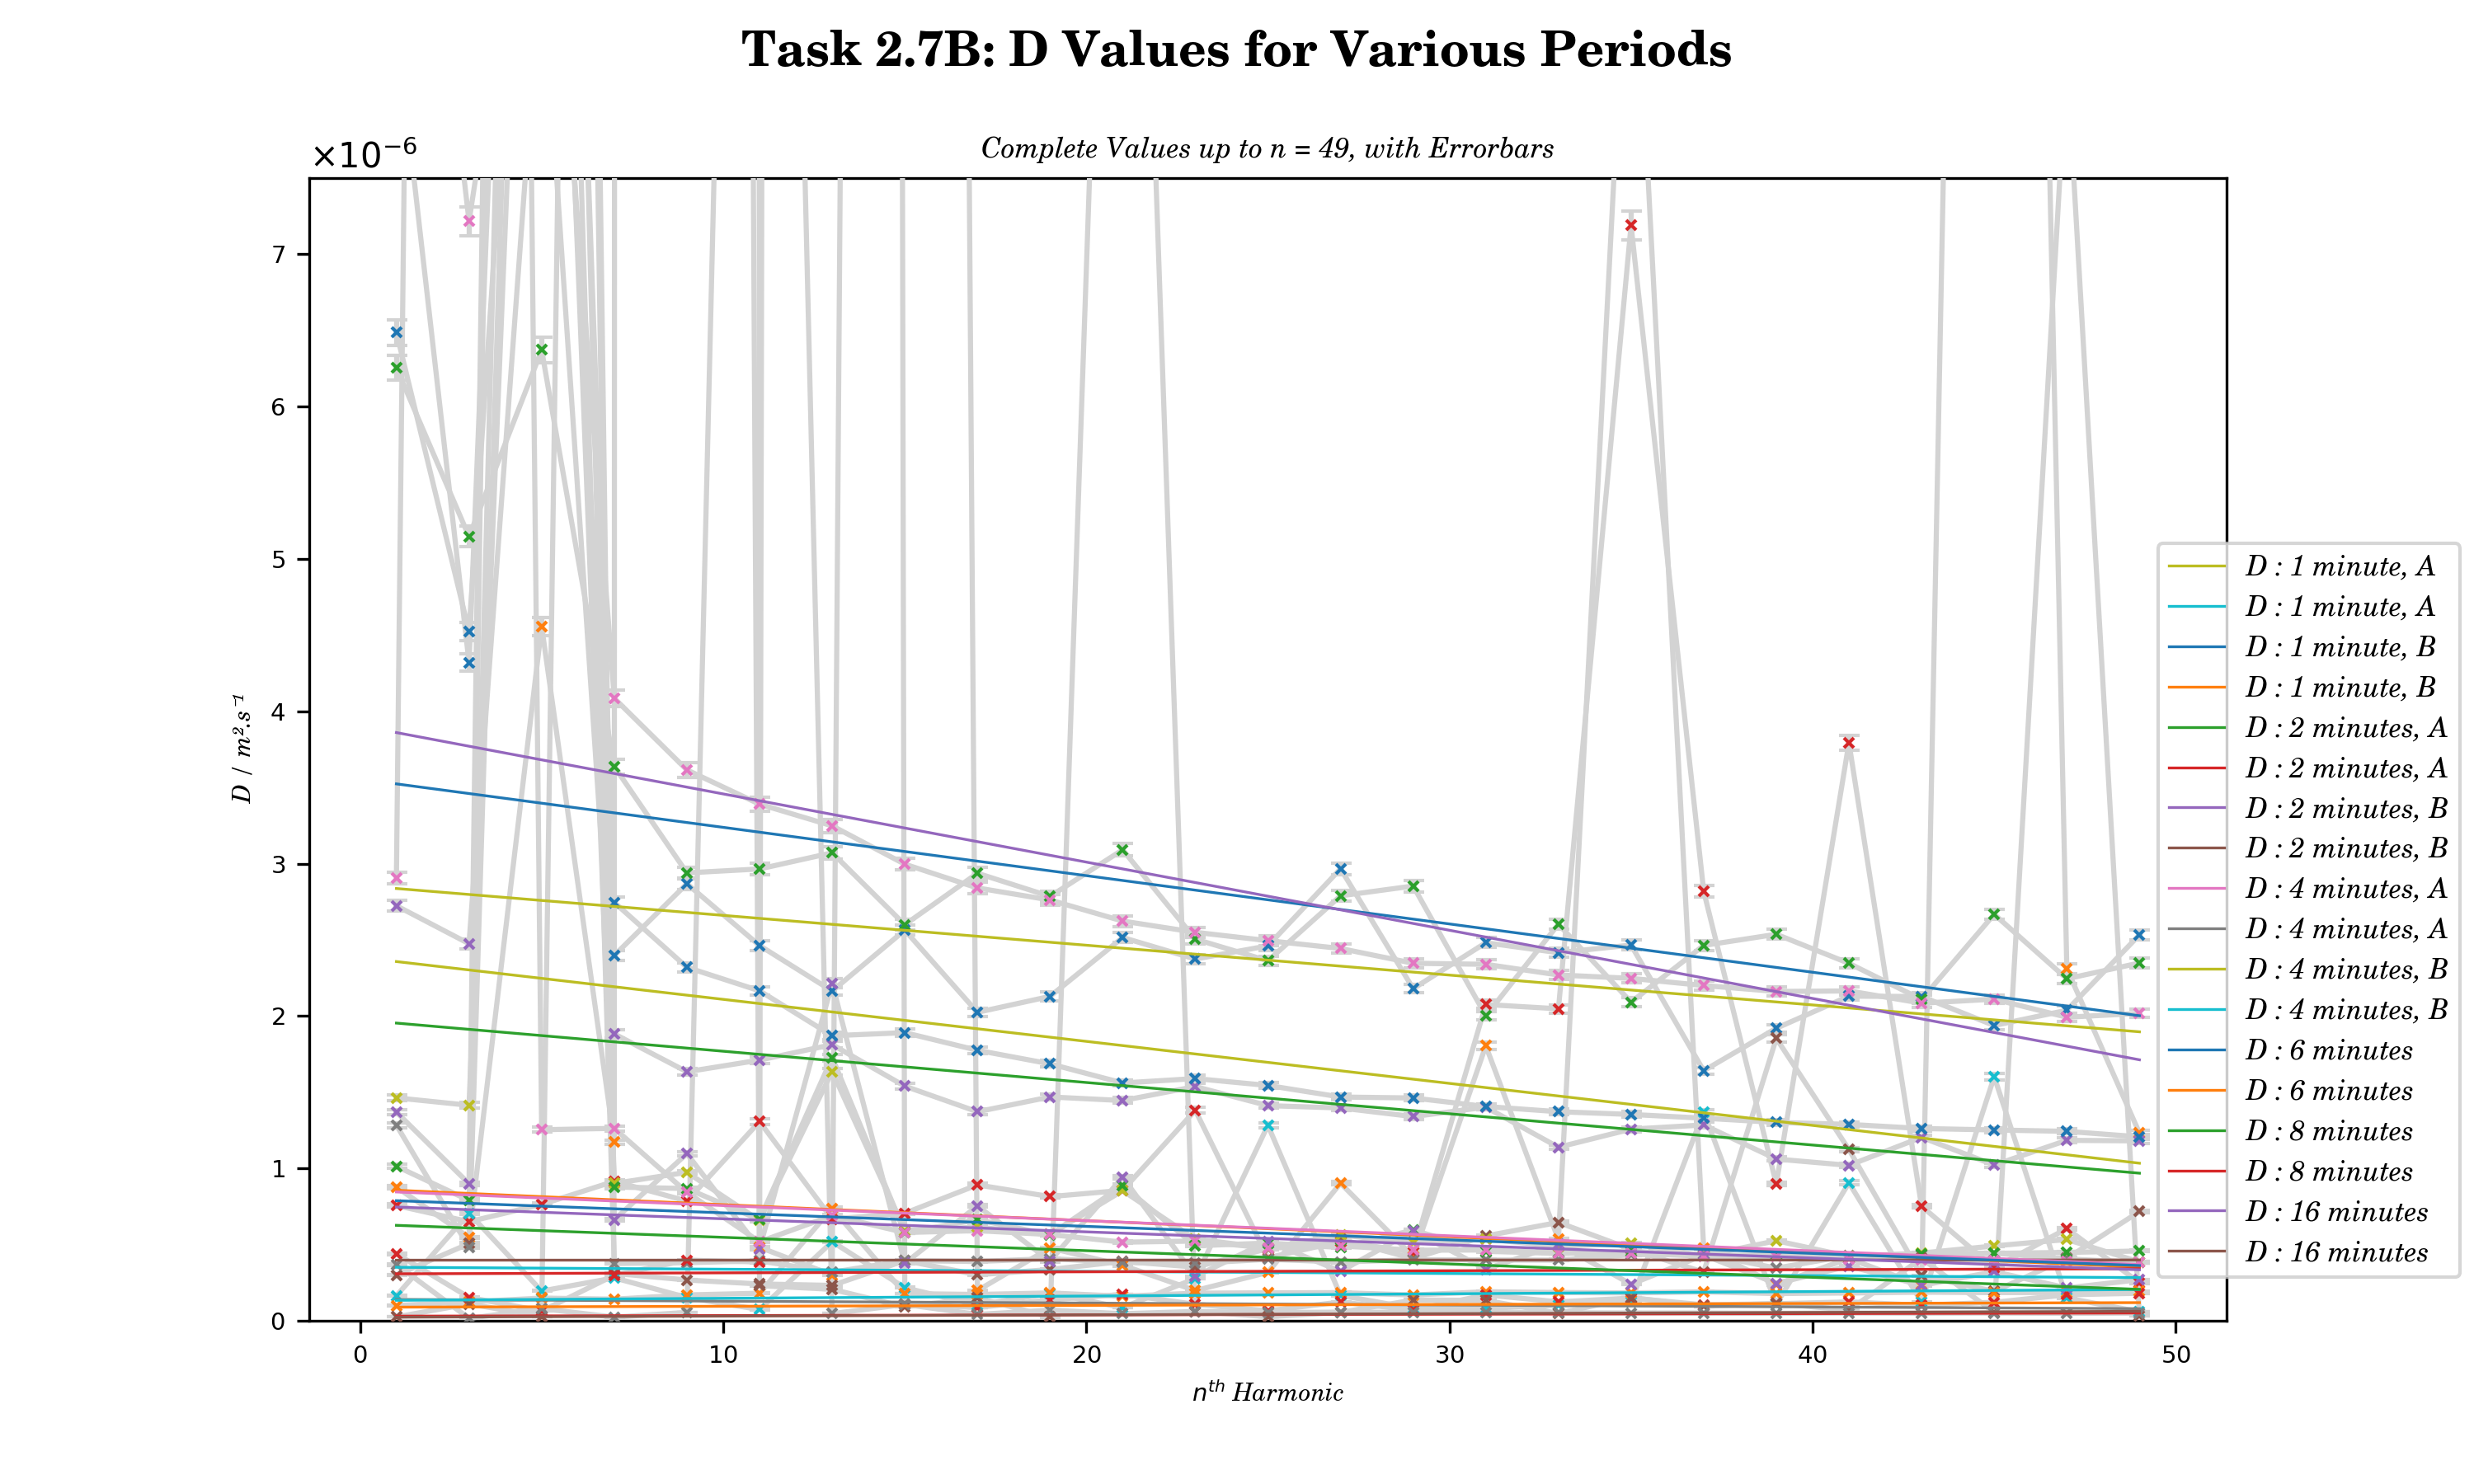 Task 2.7B: D Values for Various Periods
Complete Values up to n = 49, with Errorbars
×10⁻⁶
7
6
5
4
3
2
1
0
D / m².s⁻¹
0 10 20 30 40 50
nᵗʰ Harmonic
D : 1 minute, A
D : 1 minute, A
D : 1 minute, B
D : 1 minute, B
D : 2 minutes, A
D : 2 minutes, A
D : 2 minutes, B
D : 2 minutes, B
D : 4 minutes, A
D : 4 minutes, A
D : 4 minutes, B
D : 4 minutes, B
D : 6 minutes
D : 6 minutes
D : 8 minutes
D : 8 minutes
D : 16 minutes
D : 16 minutes